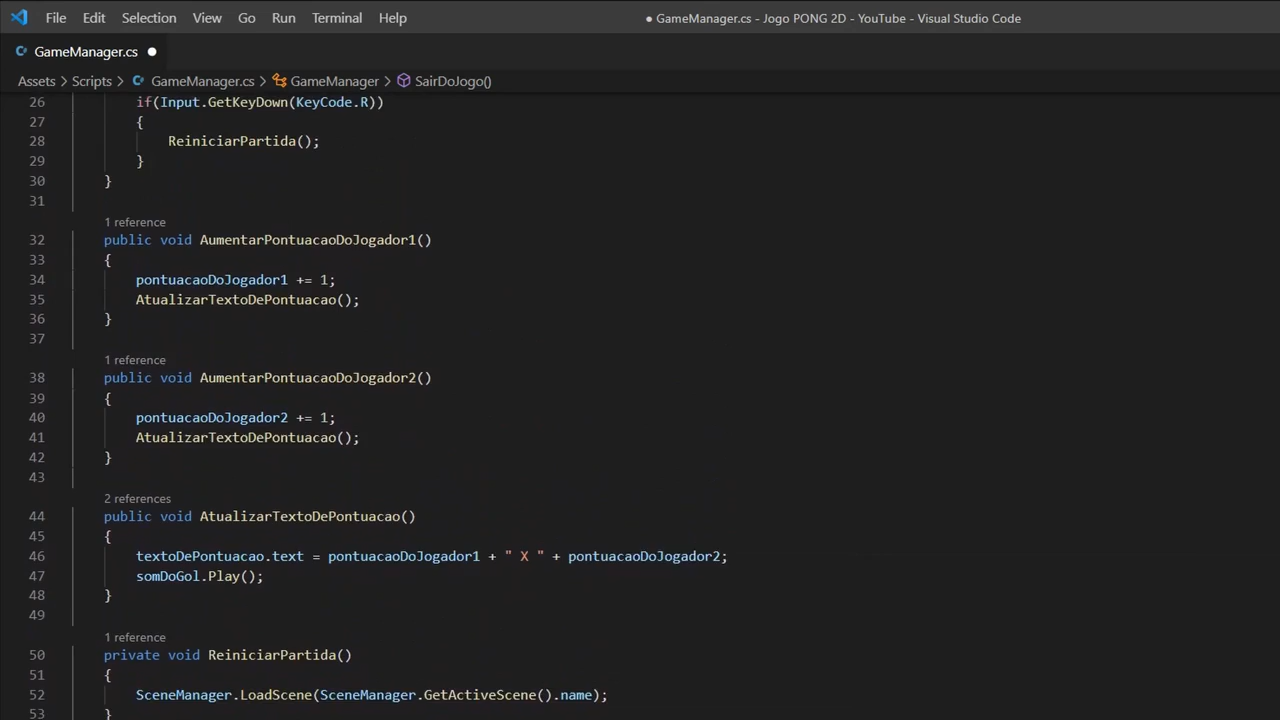 File Edit Selection View Go Run Terminal Help ● GameManager.cs - Jogo PONG 2D - YouTube - Visual Studio Code
GameManager.cs ●
Assets > Scripts > GameManager.cs > GameManager > SairDoJogo()
26 if(Input.GetKeyDown(KeyCode.R))
27 {
28 ReiniciarPartida();
29 }
30 }
31
1 reference
32 public void AumentarPontuacaoDoJogador1()
33 {
34 pontuacaoDoJogador1 += 1;
35 AtualizarTextoDePontuacao();
36 }
37
1 reference
38 public void AumentarPontuacaoDoJogador2()
39 {
40 pontuacaoDoJogador2 += 1;
41 AtualizarTextoDePontuacao();
42 }
43
2 references
44 public void AtualizarTextoDePontuacao()
45 {
46 textoDePontuacao.text = pontuacaoDoJogador1 + " X " + pontuacaoDoJogador2;
47 somDoGol.Play();
48 }
49
1 reference
50 private void ReiniciarPartida()
51 {
52 SceneManager.LoadScene(SceneManager.GetActiveScene().name);
53 }